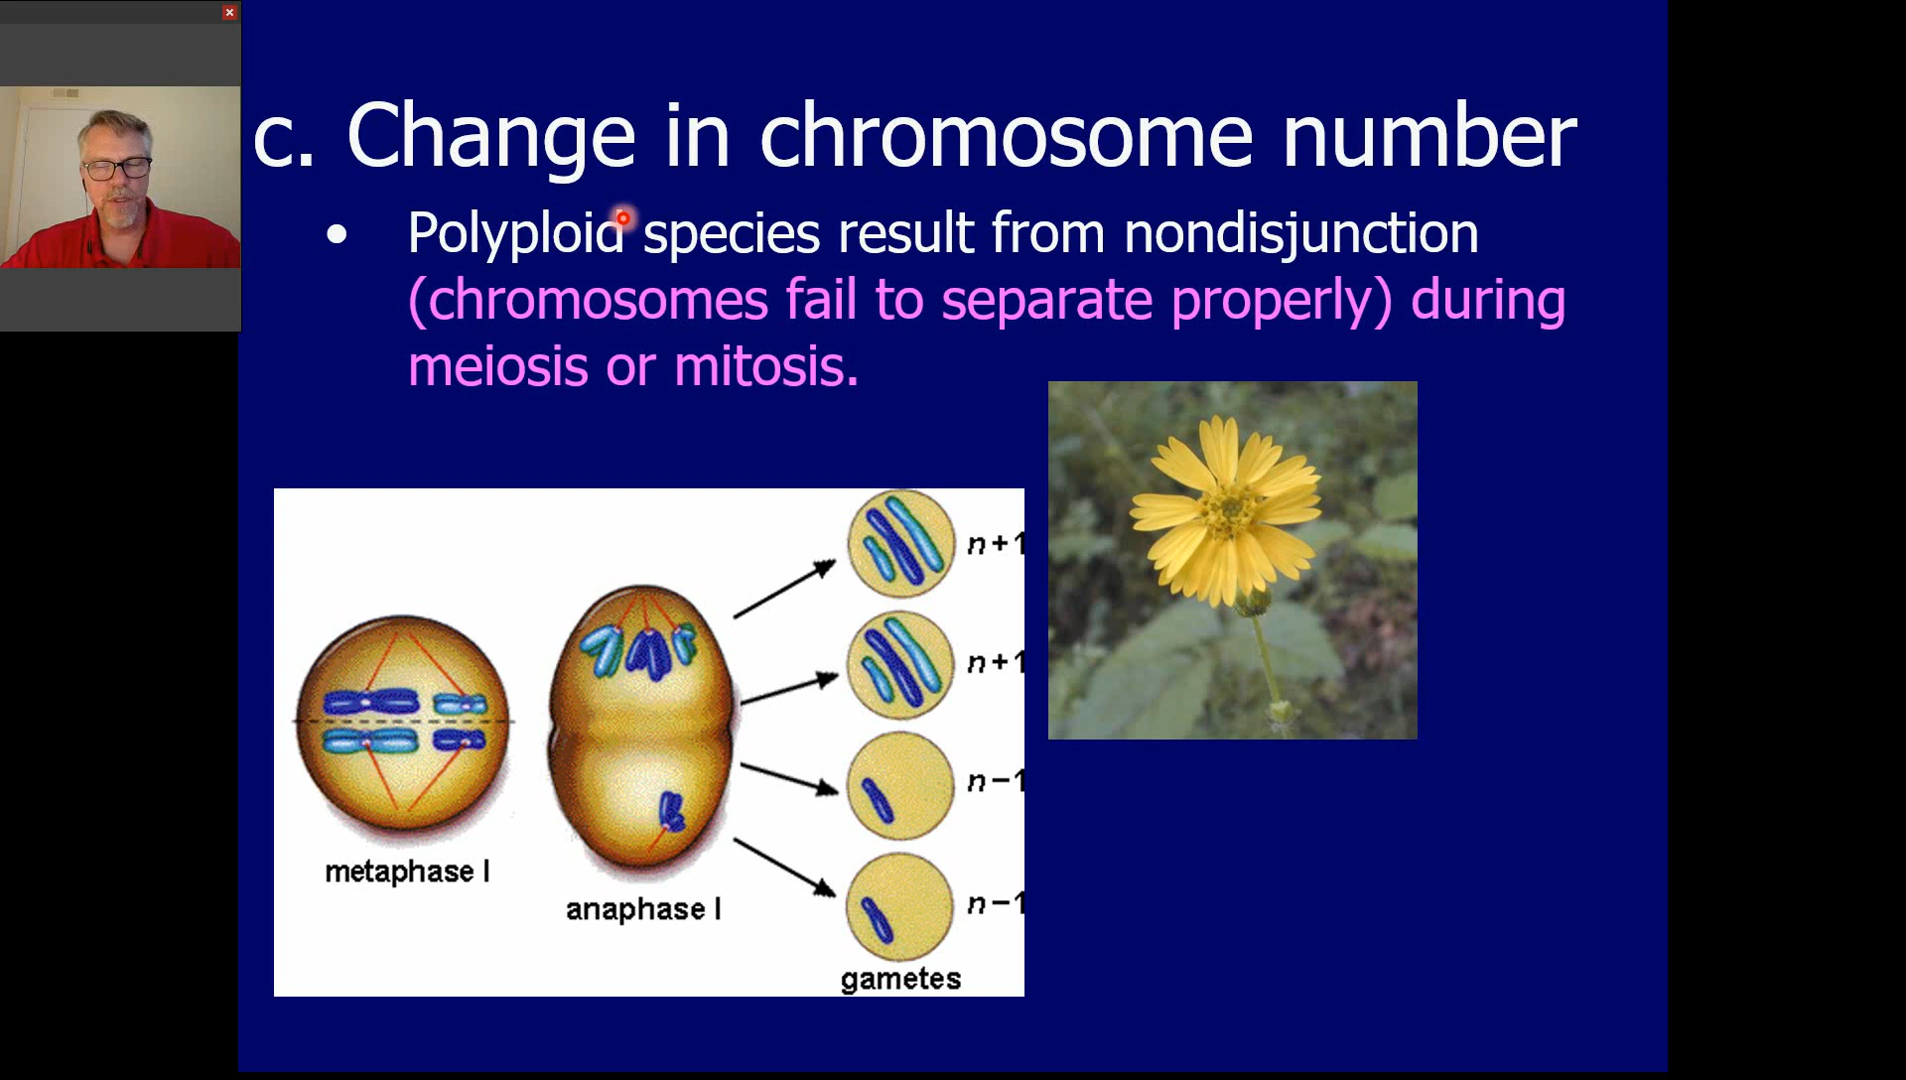 c. Change in chromosome number
• Polyploid species result from nondisjunction
(chromosomes fail to separate properly) during
meiosis or mitosis.
n+1
n+1
n−1
metaphase I
n−1
anaphase I
gametes